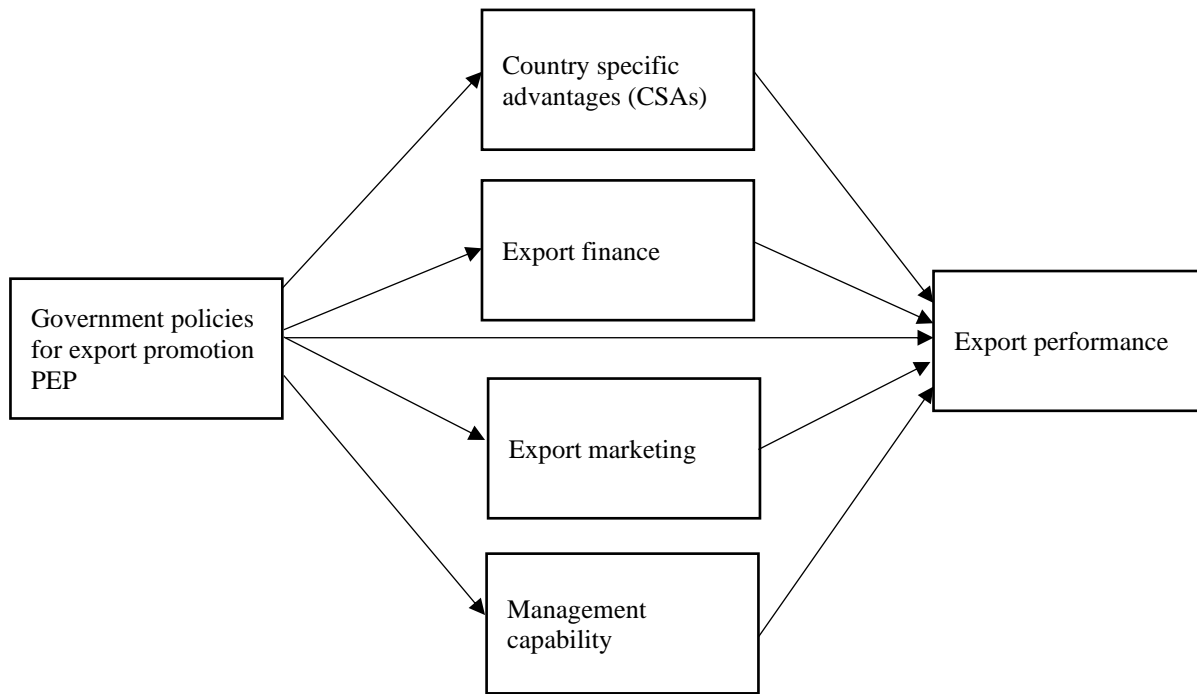 Country specific
advantages (CSAs)
Export finance
Government policies
for export promotion
PEP
Export performance
Export marketing
Management
capability